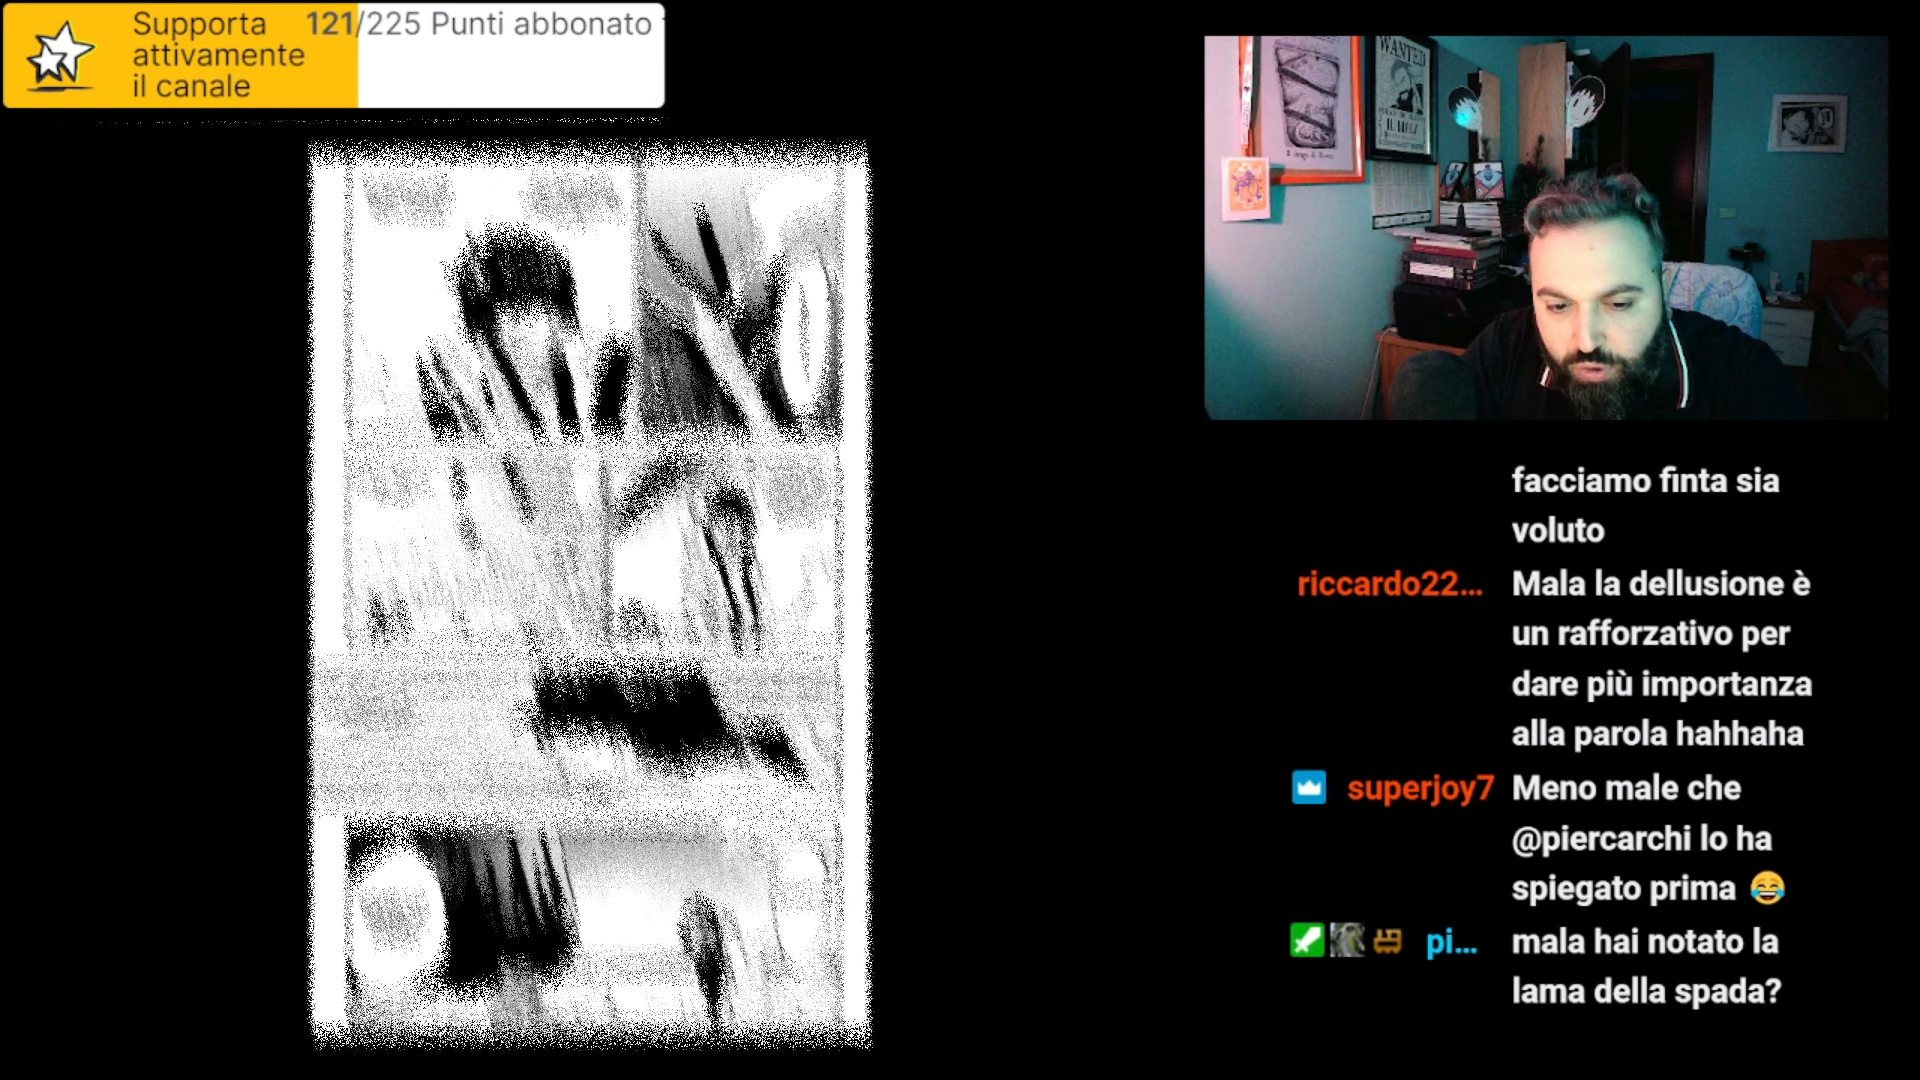 Supporta
attivamente
il canale
121/225 Punti abbonato
WANTED
facciamo finta sia
voluto
riccardo22...
Mala la dellusione è
un rafforzativo per
dare più importanza
alla parola hahhaha
superjoy7
Meno male che
@piercarchi lo ha
spiegato prima 😂
pi...
mala hai notato la
lama della spada?